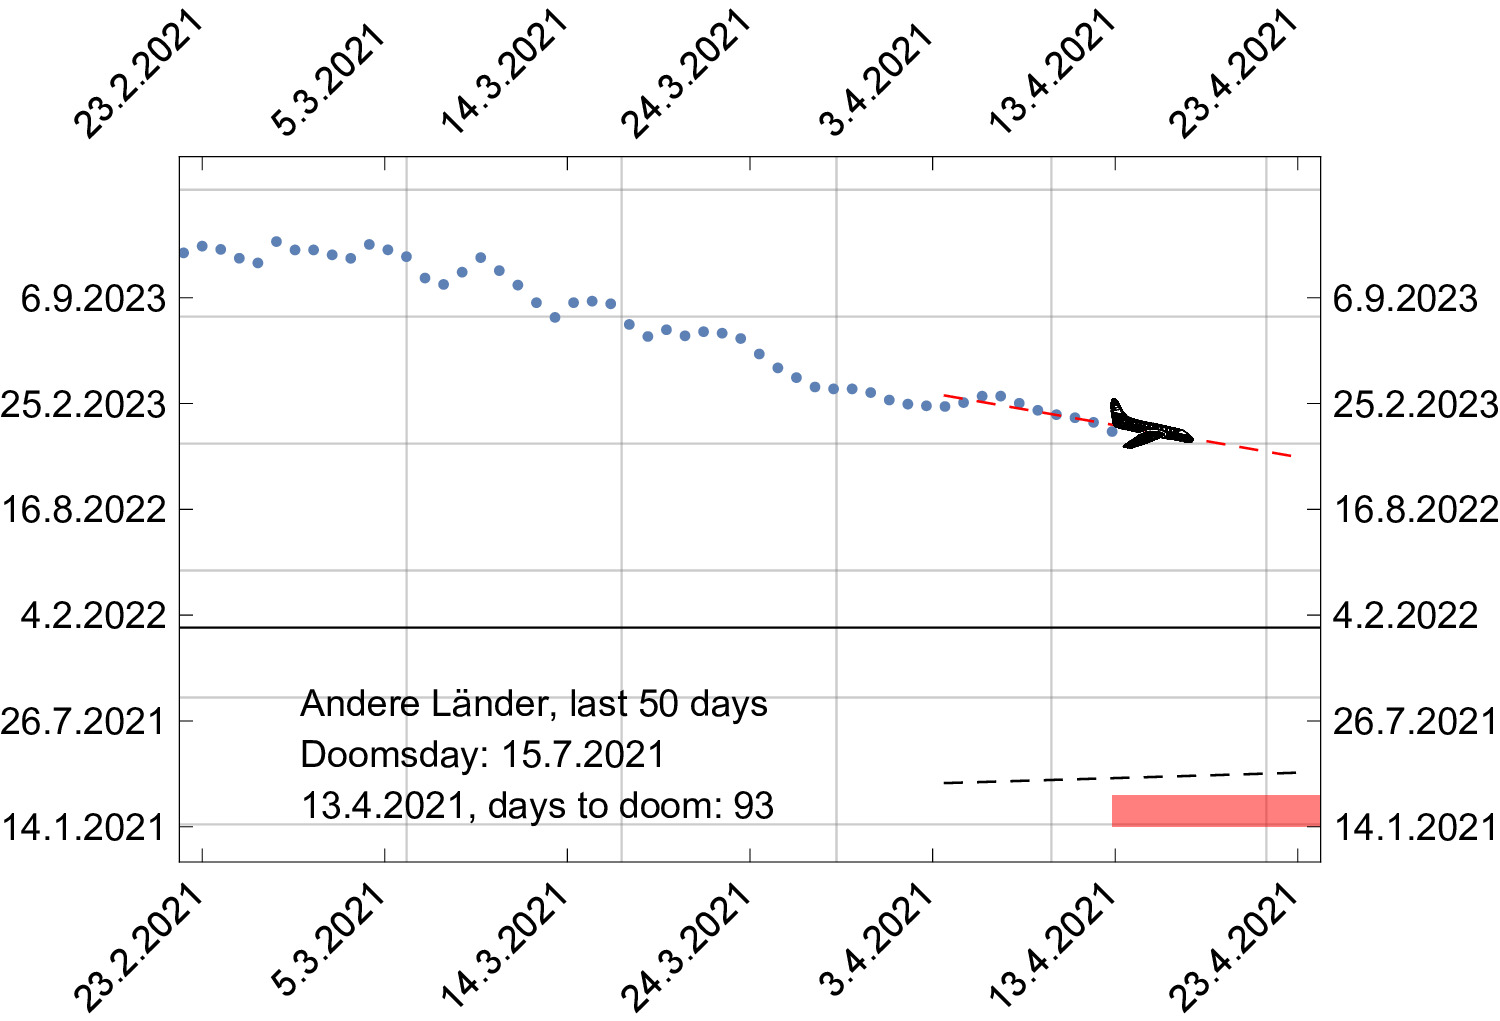 23.2.2021 5.3.2021 14.3.2021 24.3.2021 3.4.2021 13.4.2021 23.4.2021
6.9.2023 6.9.2023
25.2.2023 25.2.2023
16.8.2022 16.8.2022
4.2.2022 4.2.2022
Andere Länder, last 50 days
26.7.2021 26.7.2021
Doomsday: 15.7.2021
13.4.2021, days to doom: 93
14.1.2021 14.1.2021
23.2.2021 5.3.2021 14.3.2021 24.3.2021 3.4.2021 13.4.2021 23.4.2021